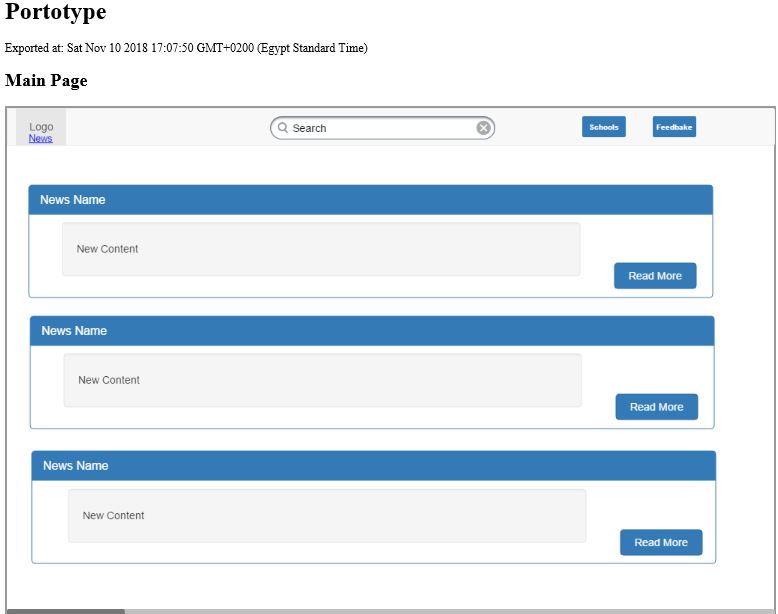 Portotype
Exported at: Sat Nov 10 2018 17:07:50 GMT+0200 (Egypt Standard Time)
Main Page
Logo
News
Search
Schools
Feedbake
News Name
New Content
Read More
News Name
New Content
Read More
News Name
New Content
Read More